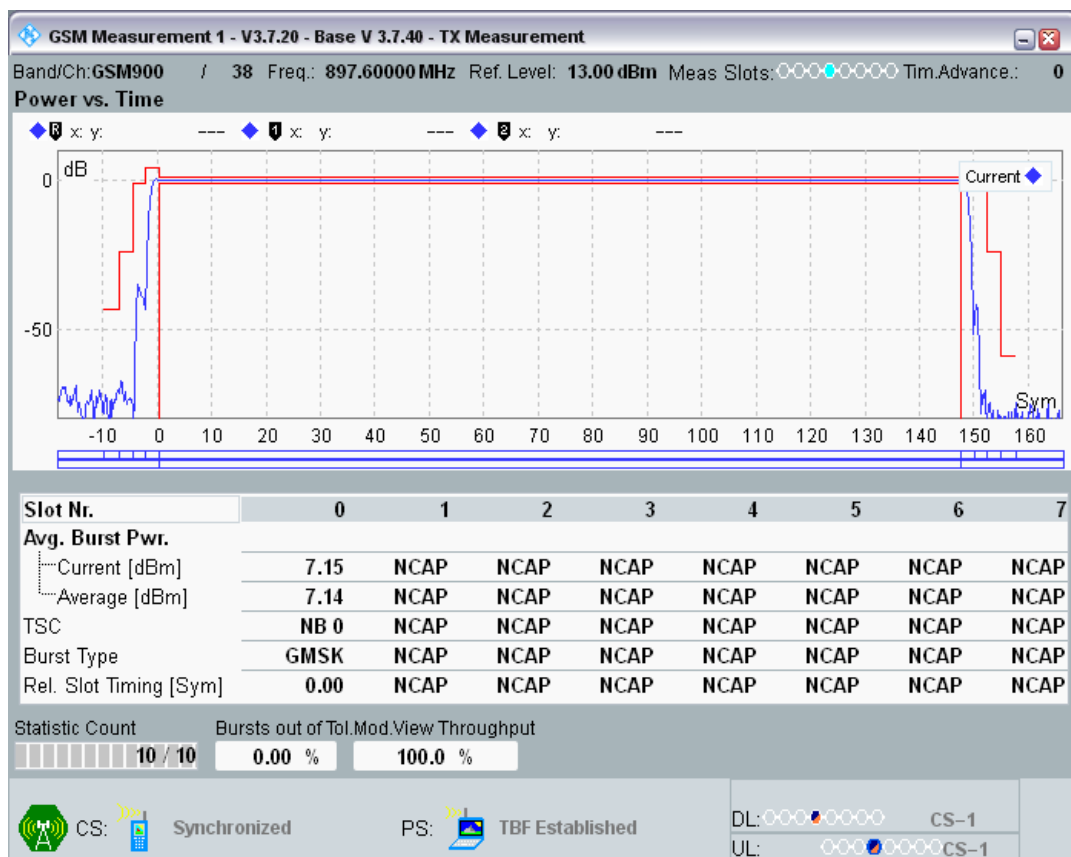 GSM Measurement 1 - V3.7.20 - Base V 3.7.40 - TX Measurement
Band/Ch:GSM900 / 38 Freq.: 897.60000 MHz Ref. Level: 13.00 dBm Meas Slots: Tim.Advance.: 0
Power vs. Time
R x: y: --- 1 x: y: --- 2 x: y: ---
dB
Current
0
-50
Sym
-10 0 10 20 30 40 50 60 70 80 90 100 110 120 130 140 150 160
Slot Nr. 0 1 2 3 4 5 6 7
Avg. Burst Pwr.
Current [dBm] 7.15 NCAP NCAP NCAP NCAP NCAP NCAP NCAP
Average [dBm] 7.14 NCAP NCAP NCAP NCAP NCAP NCAP NCAP
TSC NB 0 NCAP NCAP NCAP NCAP NCAP NCAP NCAP
Burst Type GMSK NCAP NCAP NCAP NCAP NCAP NCAP NCAP
Rel. Slot Timing [Sym] 0.00 NCAP NCAP NCAP NCAP NCAP NCAP NCAP
Statistic Count Bursts out of Tol.Mod.View Throughput
10 / 10 0.00 % 100.0 %
CS: Synchronized PS: TBF Established DL: CS-1
UL: CS-1